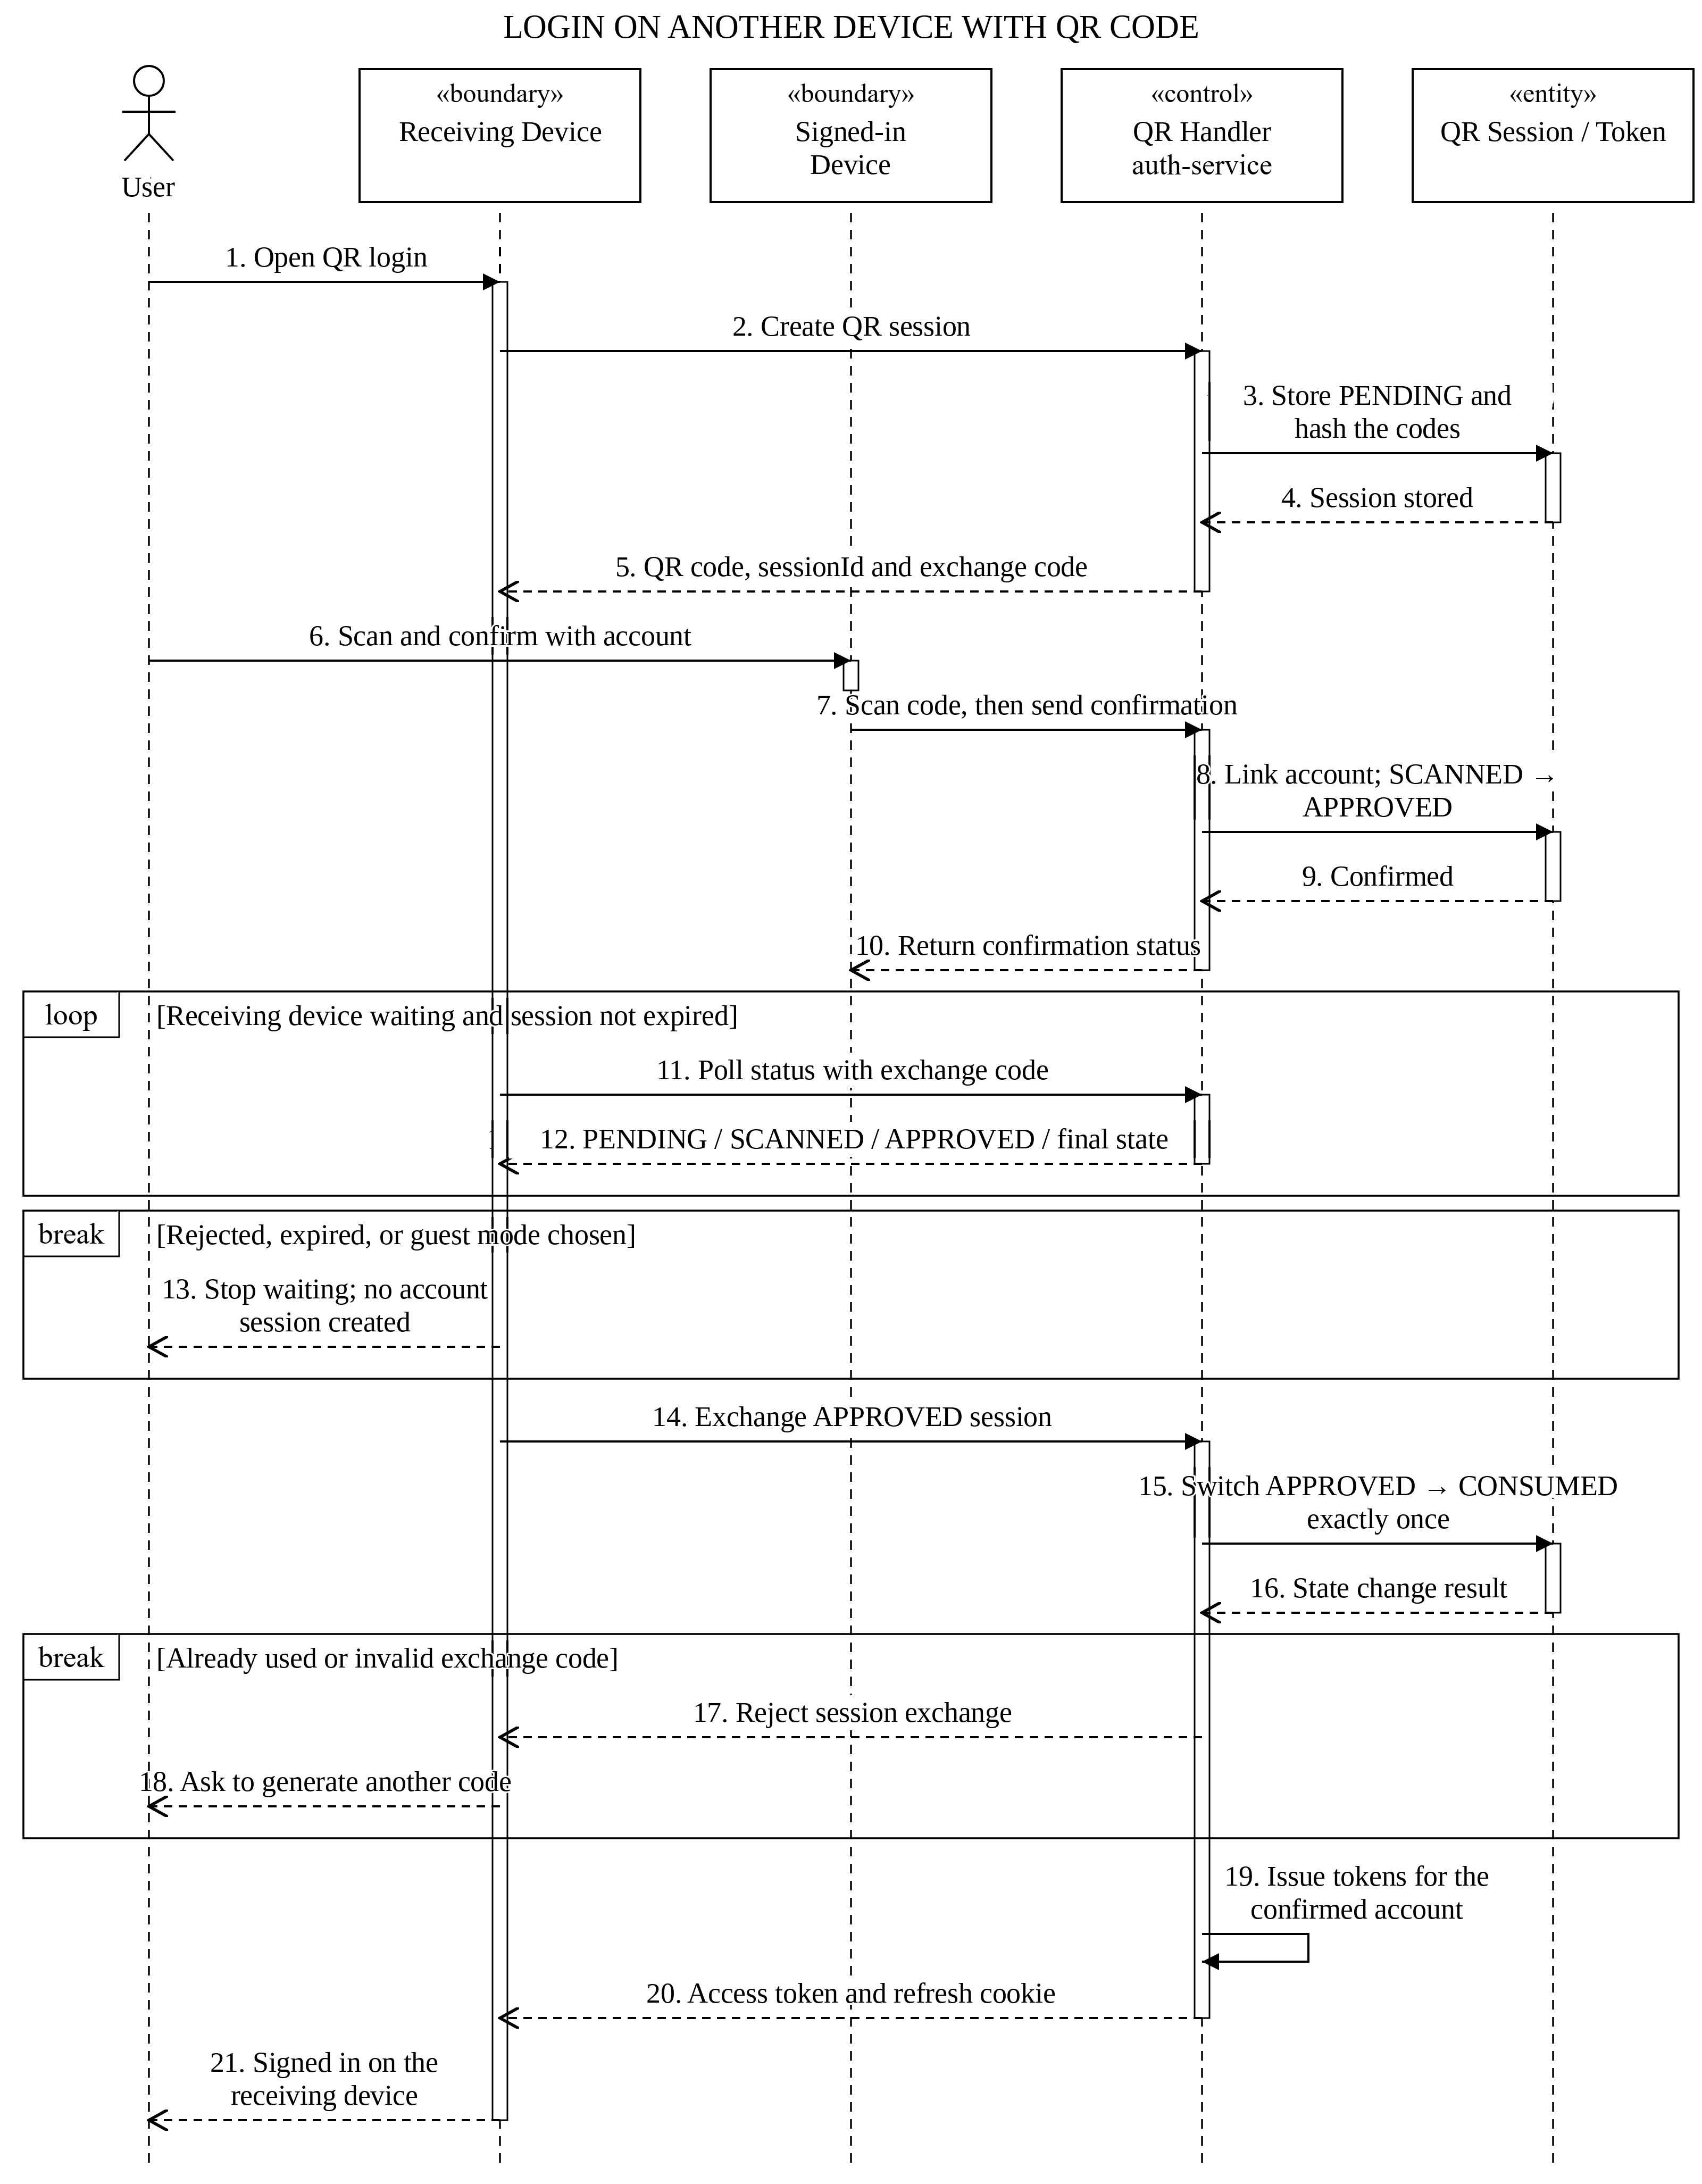 LOGIN ON ANOTHER DEVICE WITH QR CODE
User
«boundary»
Receiving Device
«boundary»
Signed-in
Device
«control»
QR Handler
auth-service
«entity»
QR Session / Token
1. Open QR login
2. Create QR session
3. Store PENDING and
hash the codes
4. Session stored
5. QR code, sessionId and exchange code
6. Scan and confirm with account
7. Scan code, then send confirmation
8. Link account; SCANNED →
APPROVED
9. Confirmed
10. Return confirmation status
loop
[Receiving device waiting and session not expired]
11. Poll status with exchange code
12. PENDING / SCANNED / APPROVED / final state
break
[Rejected, expired, or guest mode chosen]
13. Stop waiting; no account
session created
14. Exchange APPROVED session
15. Switch APPROVED → CONSUMED
exactly once
16. State change result
break
[Already used or invalid exchange code]
17. Reject session exchange
18. Ask to generate another code
19. Issue tokens for the
confirmed account
20. Access token and refresh cookie
21. Signed in on the
receiving device